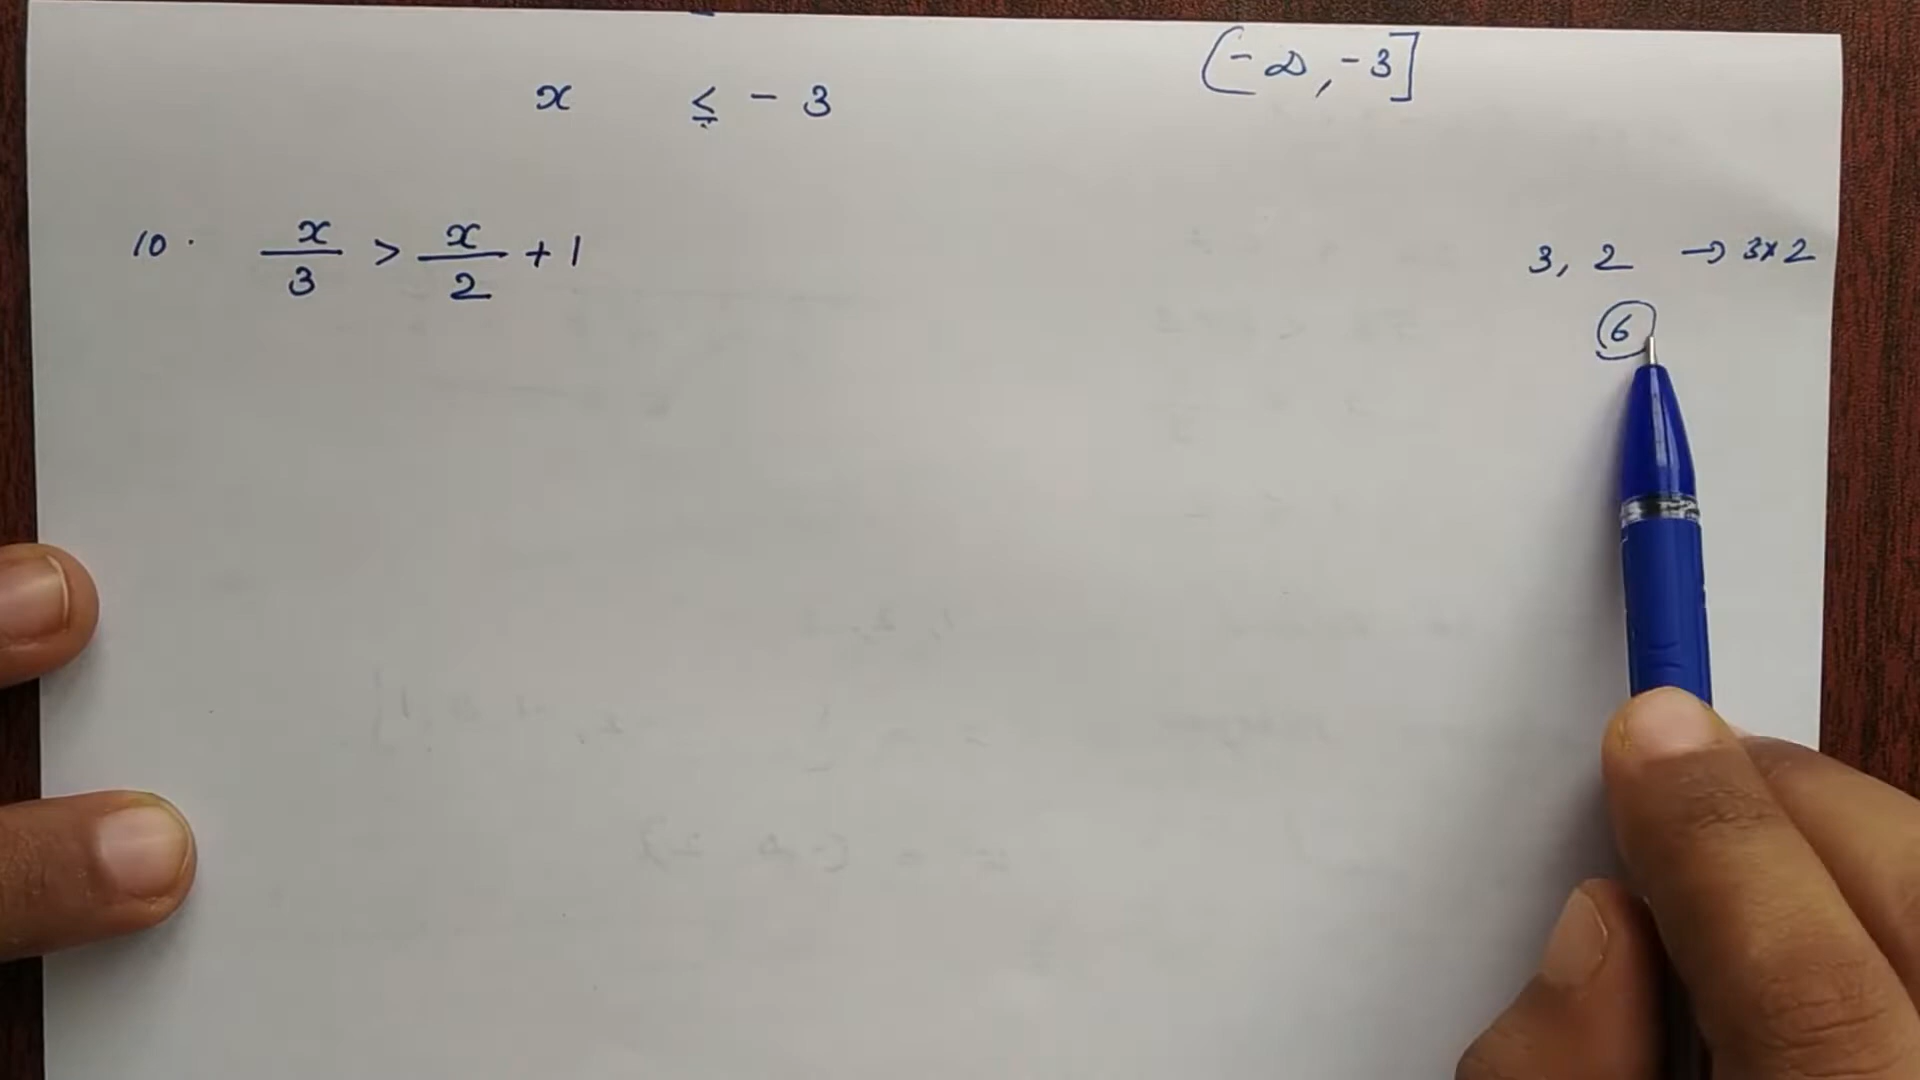 (-∞, -3]
x ≤ - 3
10. x/3 > x/2 + 1
3, 2 → 3×2
6